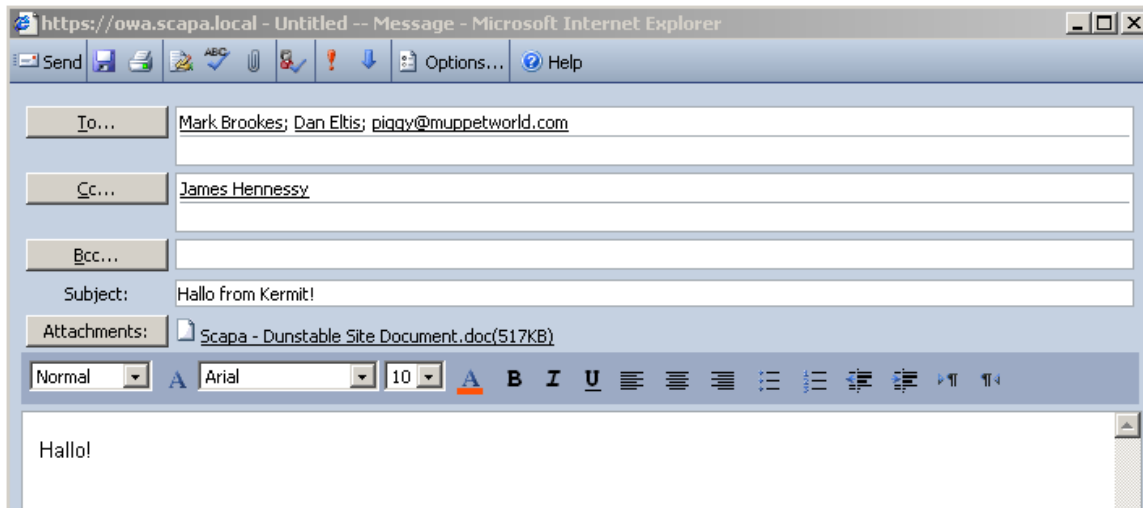 https://owa.scapa.local - Untitled -- Message - Microsoft Internet Explorer
Send ABC Options... Help
To... Mark Brookes; Dan Eltis; piggy@muppetworld.com
Cc... James Hennessy
Bcc...
Subject: Hallo from Kermit!
Attachments: Scapa - Dunstable Site Document.doc(517KB)
Normal A Arial 10 A B I U
Hallo!